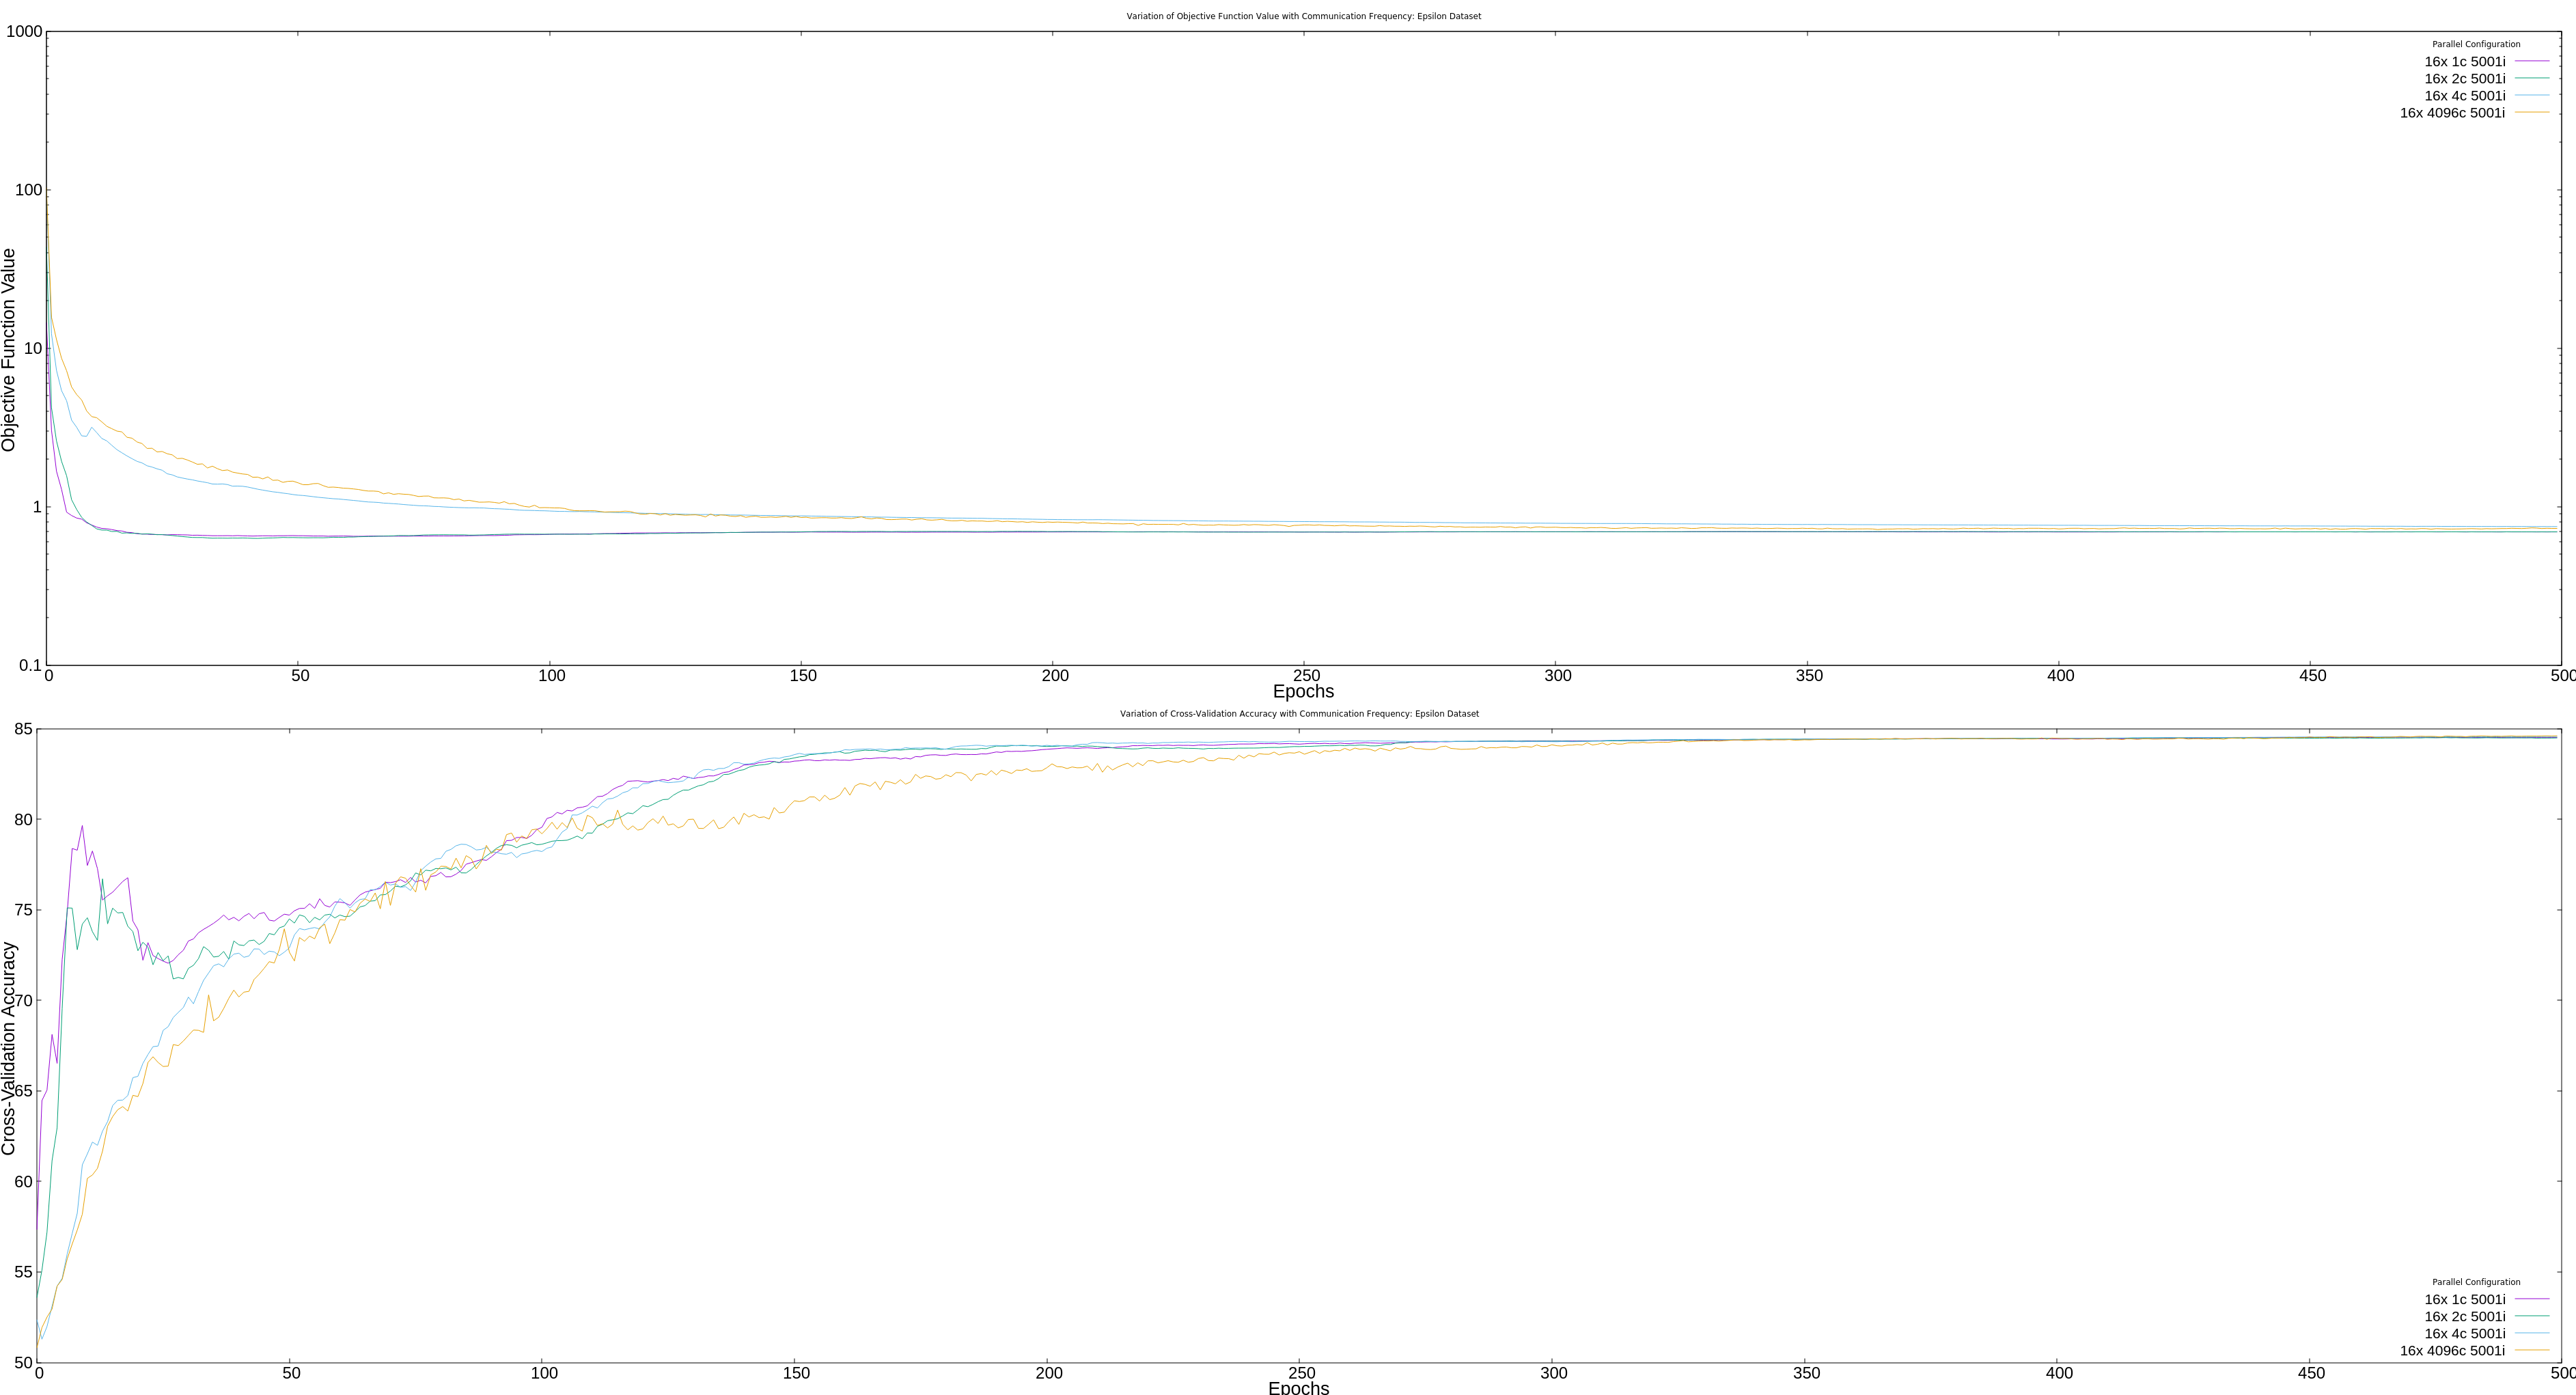 Variation of Objective Function Value with Communication Frequency: Epsilon Dataset
1000
100
10
1
0.1
Objective Function Value
Parallel Configuration
16x 1c 5001i
16x 2c 5001i
16x 4c 5001i
16x 4096c 5001i
0 50 100 150 200 250 300 350 400 450 500
Epochs
Variation of Cross-Validation Accuracy with Communication Frequency: Epsilon Dataset
85
80
75
70
65
60
55
50
Cross-Validation Accuracy
Parallel Configuration
16x 1c 5001i
16x 2c 5001i
16x 4c 5001i
16x 4096c 5001i
0 50 100 150 200 250 300 350 400 450 500
Epochs